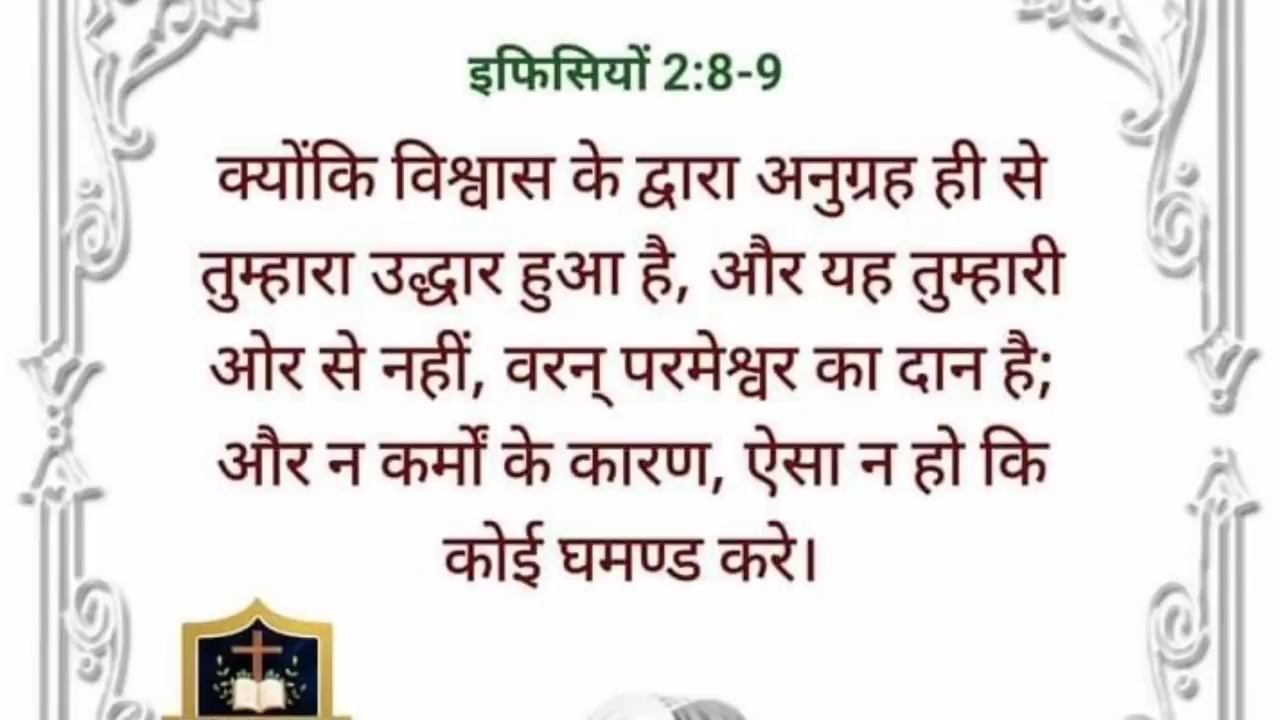 इफिसियों 2:8-9
क्योंकि विश्वास के द्वारा अनुग्रह ही से
तुम्हारा उद्धार हुआ है, और यह तुम्हारी
ओर से नहीं, वरन् परमेश्वर का दान है;
और न कर्मों के कारण, ऐसा न हो कि
कोई घमण्ड करे।